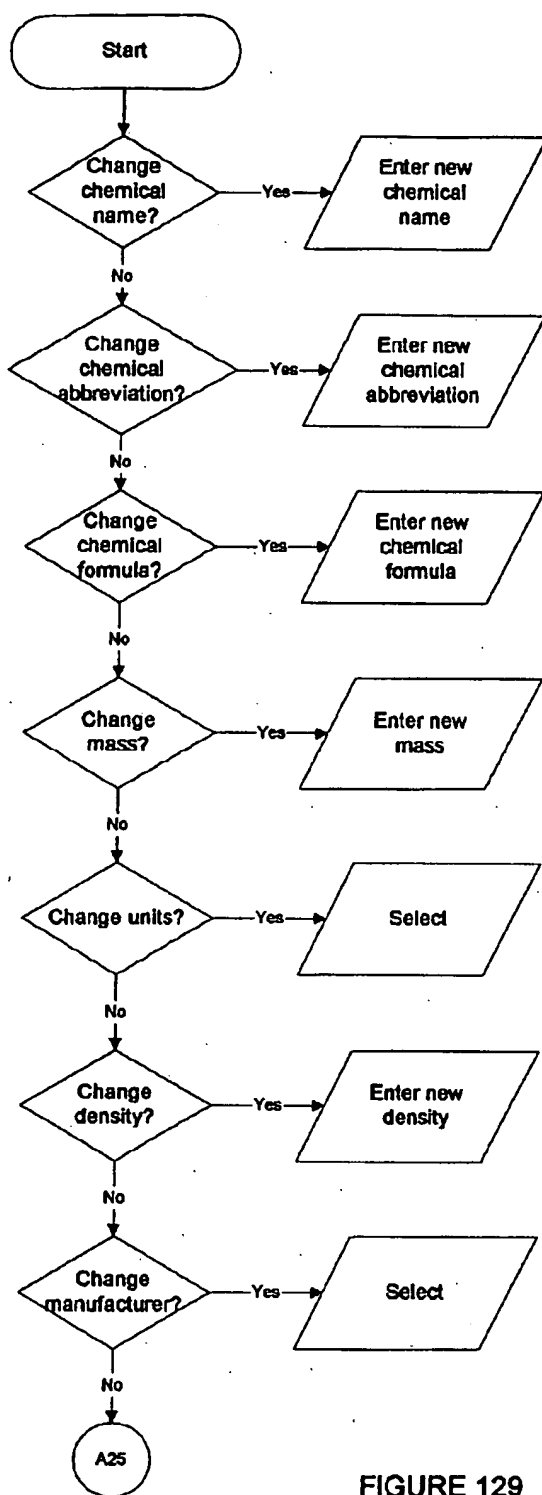 Start
Change
chemical
name?
Yes
Enter new
chemical
name
No
Change
chemical
abbreviation?
Yes
Enter new
chemical
abbreviation
No
Change
chemical
formula?
Yes
Enter new
chemical
formula
No
Change
mass?
Yes
Enter new
mass
No
Change units?
Yes
Select
No
Change
density?
Yes
Enter new
density
No
Change
manufacturer?
Yes
Select
No
A25
FIGURE 129